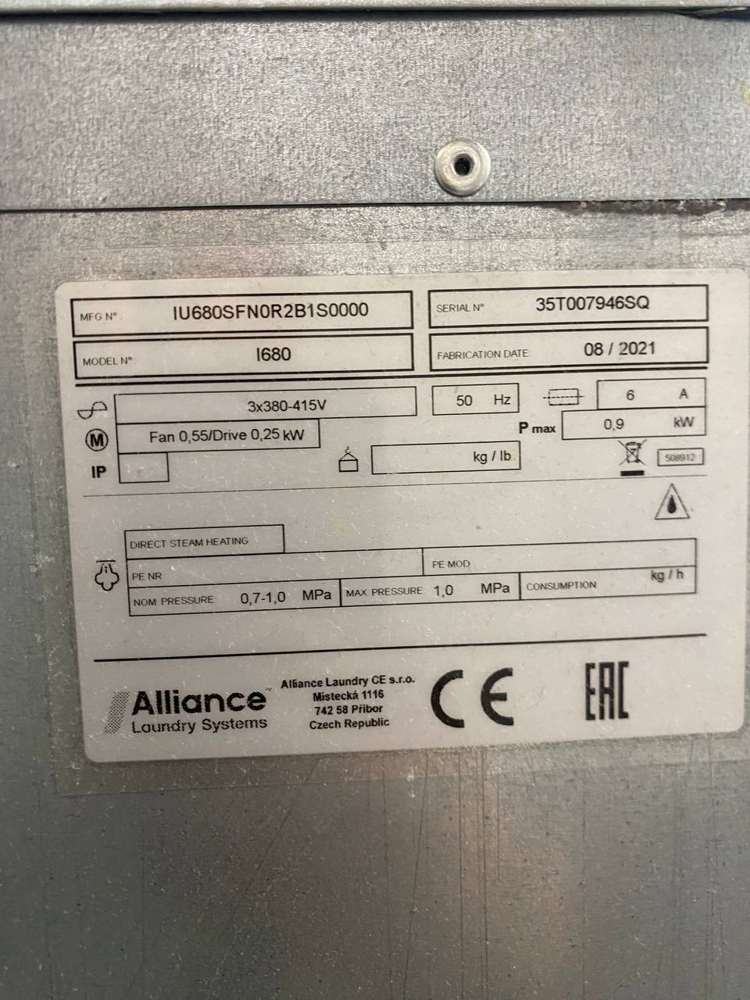 MFG N° IU680SFN0R2B1S0000
SERIAL N° 35T007946SQ
MODEL N° I680
FABRICATION DATE 08 / 2021
3x380-415V
50 Hz
6 A
M Fan 0,55/Drive 0,25 kW
P max 0,9 kW
IP
kg / lb
508912
DIRECT STEAM HEATING
PE NR
PE MOD
NOM PRESSURE 0,7-1,0 MPa
MAX PRESSURE 1,0 MPa
CONSUMPTION kg / h
Alliance™
Laundry Systems
Alliance Laundry CE s.r.o.
Mistecká 1116
742 58 Příbor
Czech Republic
CE
EAC